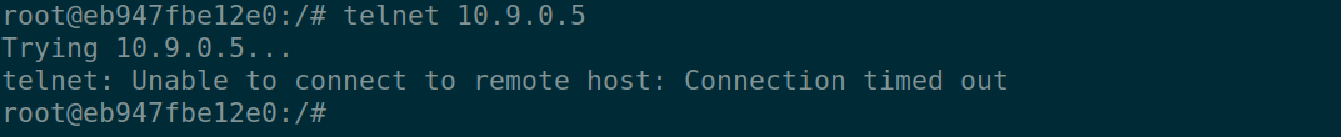 root@eb947fbe12e0:/# telnet 10.9.0.5
Trying 10.9.0.5...
telnet: Unable to connect to remote host: Connection timed out
root@eb947fbe12e0:/#